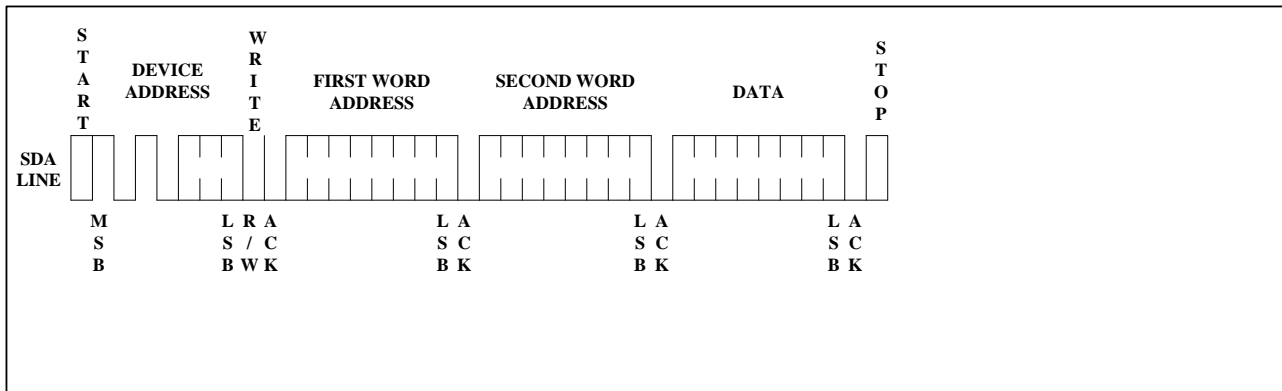 START
DEVICE
ADDRESS
WRITE
FIRST WORD
ADDRESS
SECOND WORD
ADDRESS
DATA
STOP
SDA
LINE
MSB
LSB
R/W
ACK
LSB
ACK
LSB
ACK
LSB
ACK